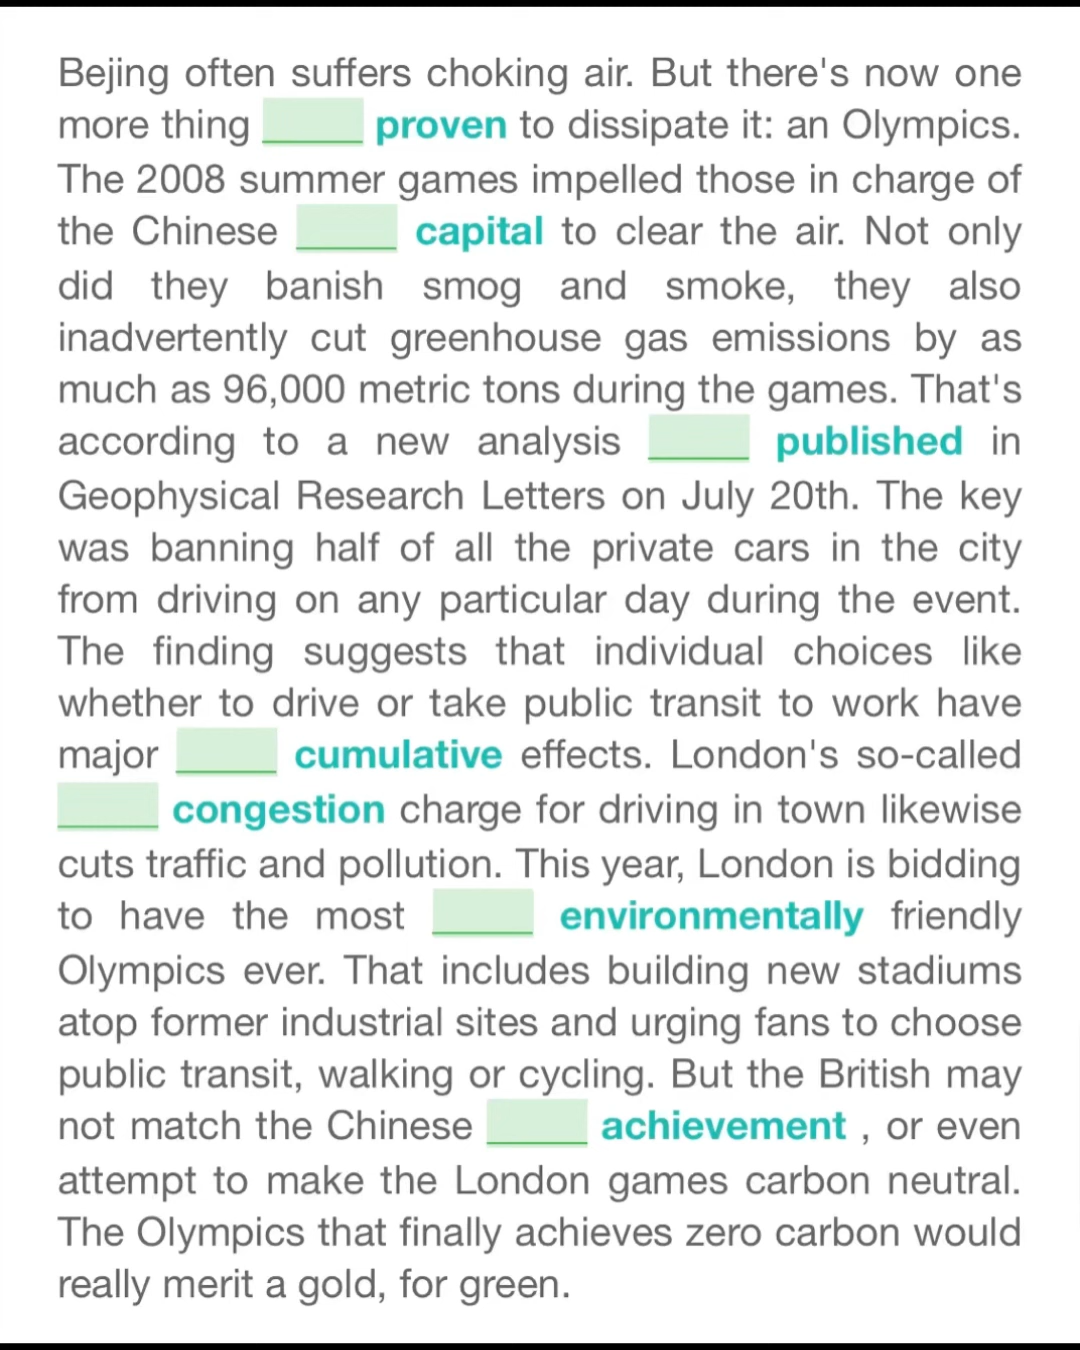 Bejing often suffers choking air. But there's now one
more thing proven to dissipate it: an Olympics.
The 2008 summer games impelled those in charge of
the Chinese capital to clear the air. Not only
did they banish smog and smoke, they also
inadvertently cut greenhouse gas emissions by as
much as 96,000 metric tons during the games. That's
according to a new analysis published in
Geophysical Research Letters on July 20th. The key
was banning half of all the private cars in the city
from driving on any particular day during the event.
The finding suggests that individual choices like
whether to drive or take public transit to work have
major cumulative effects. London's so-called
congestion charge for driving in town likewise
cuts traffic and pollution. This year, London is bidding
to have the most environmentally friendly
Olympics ever. That includes building new stadiums
atop former industrial sites and urging fans to choose
public transit, walking or cycling. But the British may
not match the Chinese achievement , or even
attempt to make the London games carbon neutral.
The Olympics that finally achieves zero carbon would
really merit a gold, for green.